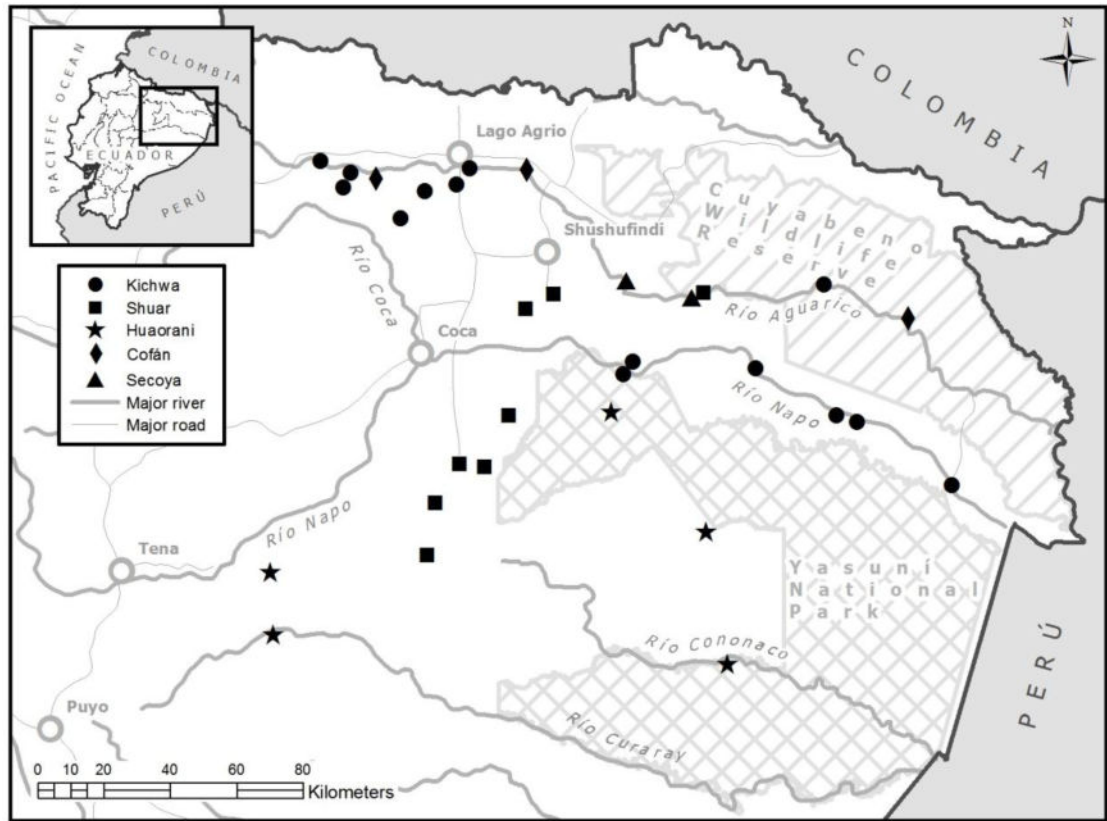 N
COLOMBIA
PACIFIC OCEAN
ECUADOR
PERÚ
COLOMBIA
Lago Agrio
Cuyabeno
Wildlife
Reserve
Shushufindi
Río Coca
Río Aguarico
Coca
Kichwa
Shuar
Huaorani
Cofán
Secoya
Major river
Major road
Río Napo
Río Napo
Tena
Yasuní
National
Park
Río Cononaco
PERÚ
Puyo
Río Curaray
0 10 20 40 60 80
Kilometers